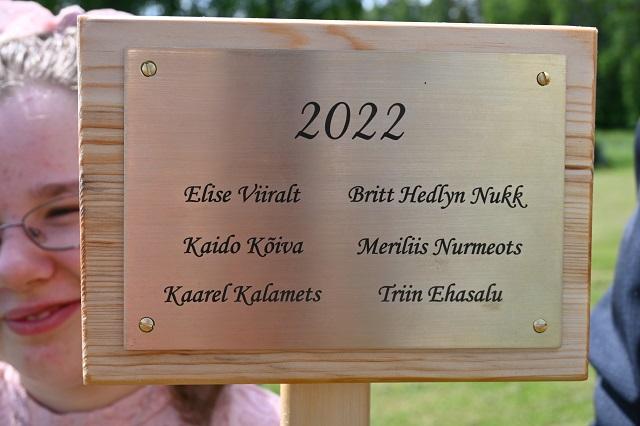 2022
Elise Viiralt Britt Hedlyn Nukk
Kaido Kõiva Meriliis Nurmeots
Kaarel Kalamets Triin Ehasalu